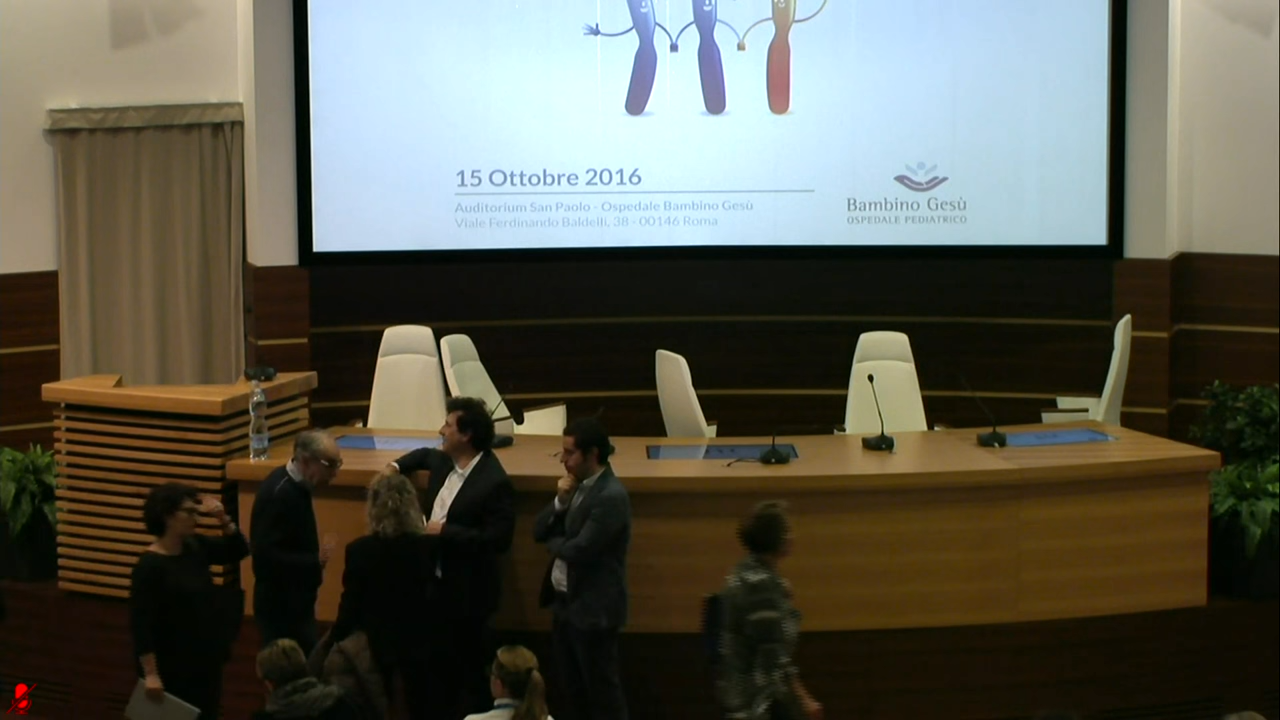 15 Ottobre 2016
Auditorium San Paolo - Ospedale Bambino Gesù
Viale Ferdinando Baldelli, 38 - 00146 Roma
Bambino Gesù
OSPEDALE PEDIATRICO